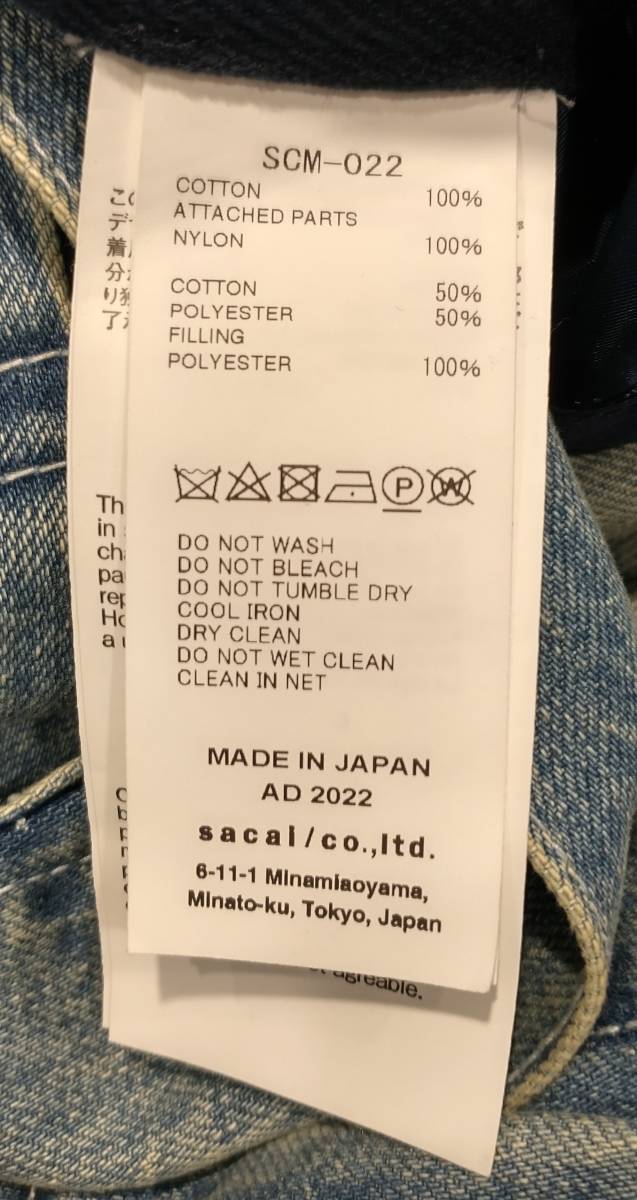 SCM-022
COTTON 100%
ATTACHED PARTS
NYLON 100%
COTTON 50%
POLYESTER 50%
FILLING
POLYESTER 100%
P W
DO NOT WASH
DO NOT BLEACH
DO NOT TUMBLE DRY
COOL IRON
DRY CLEAN
DO NOT WET CLEAN
CLEAN IN NET
MADE IN JAPAN
AD 2022
sacai/co.,ltd.
6-11-1 Minamiaoyama,
Minato-ku, Tokyo, Japan
in
a
agreable.